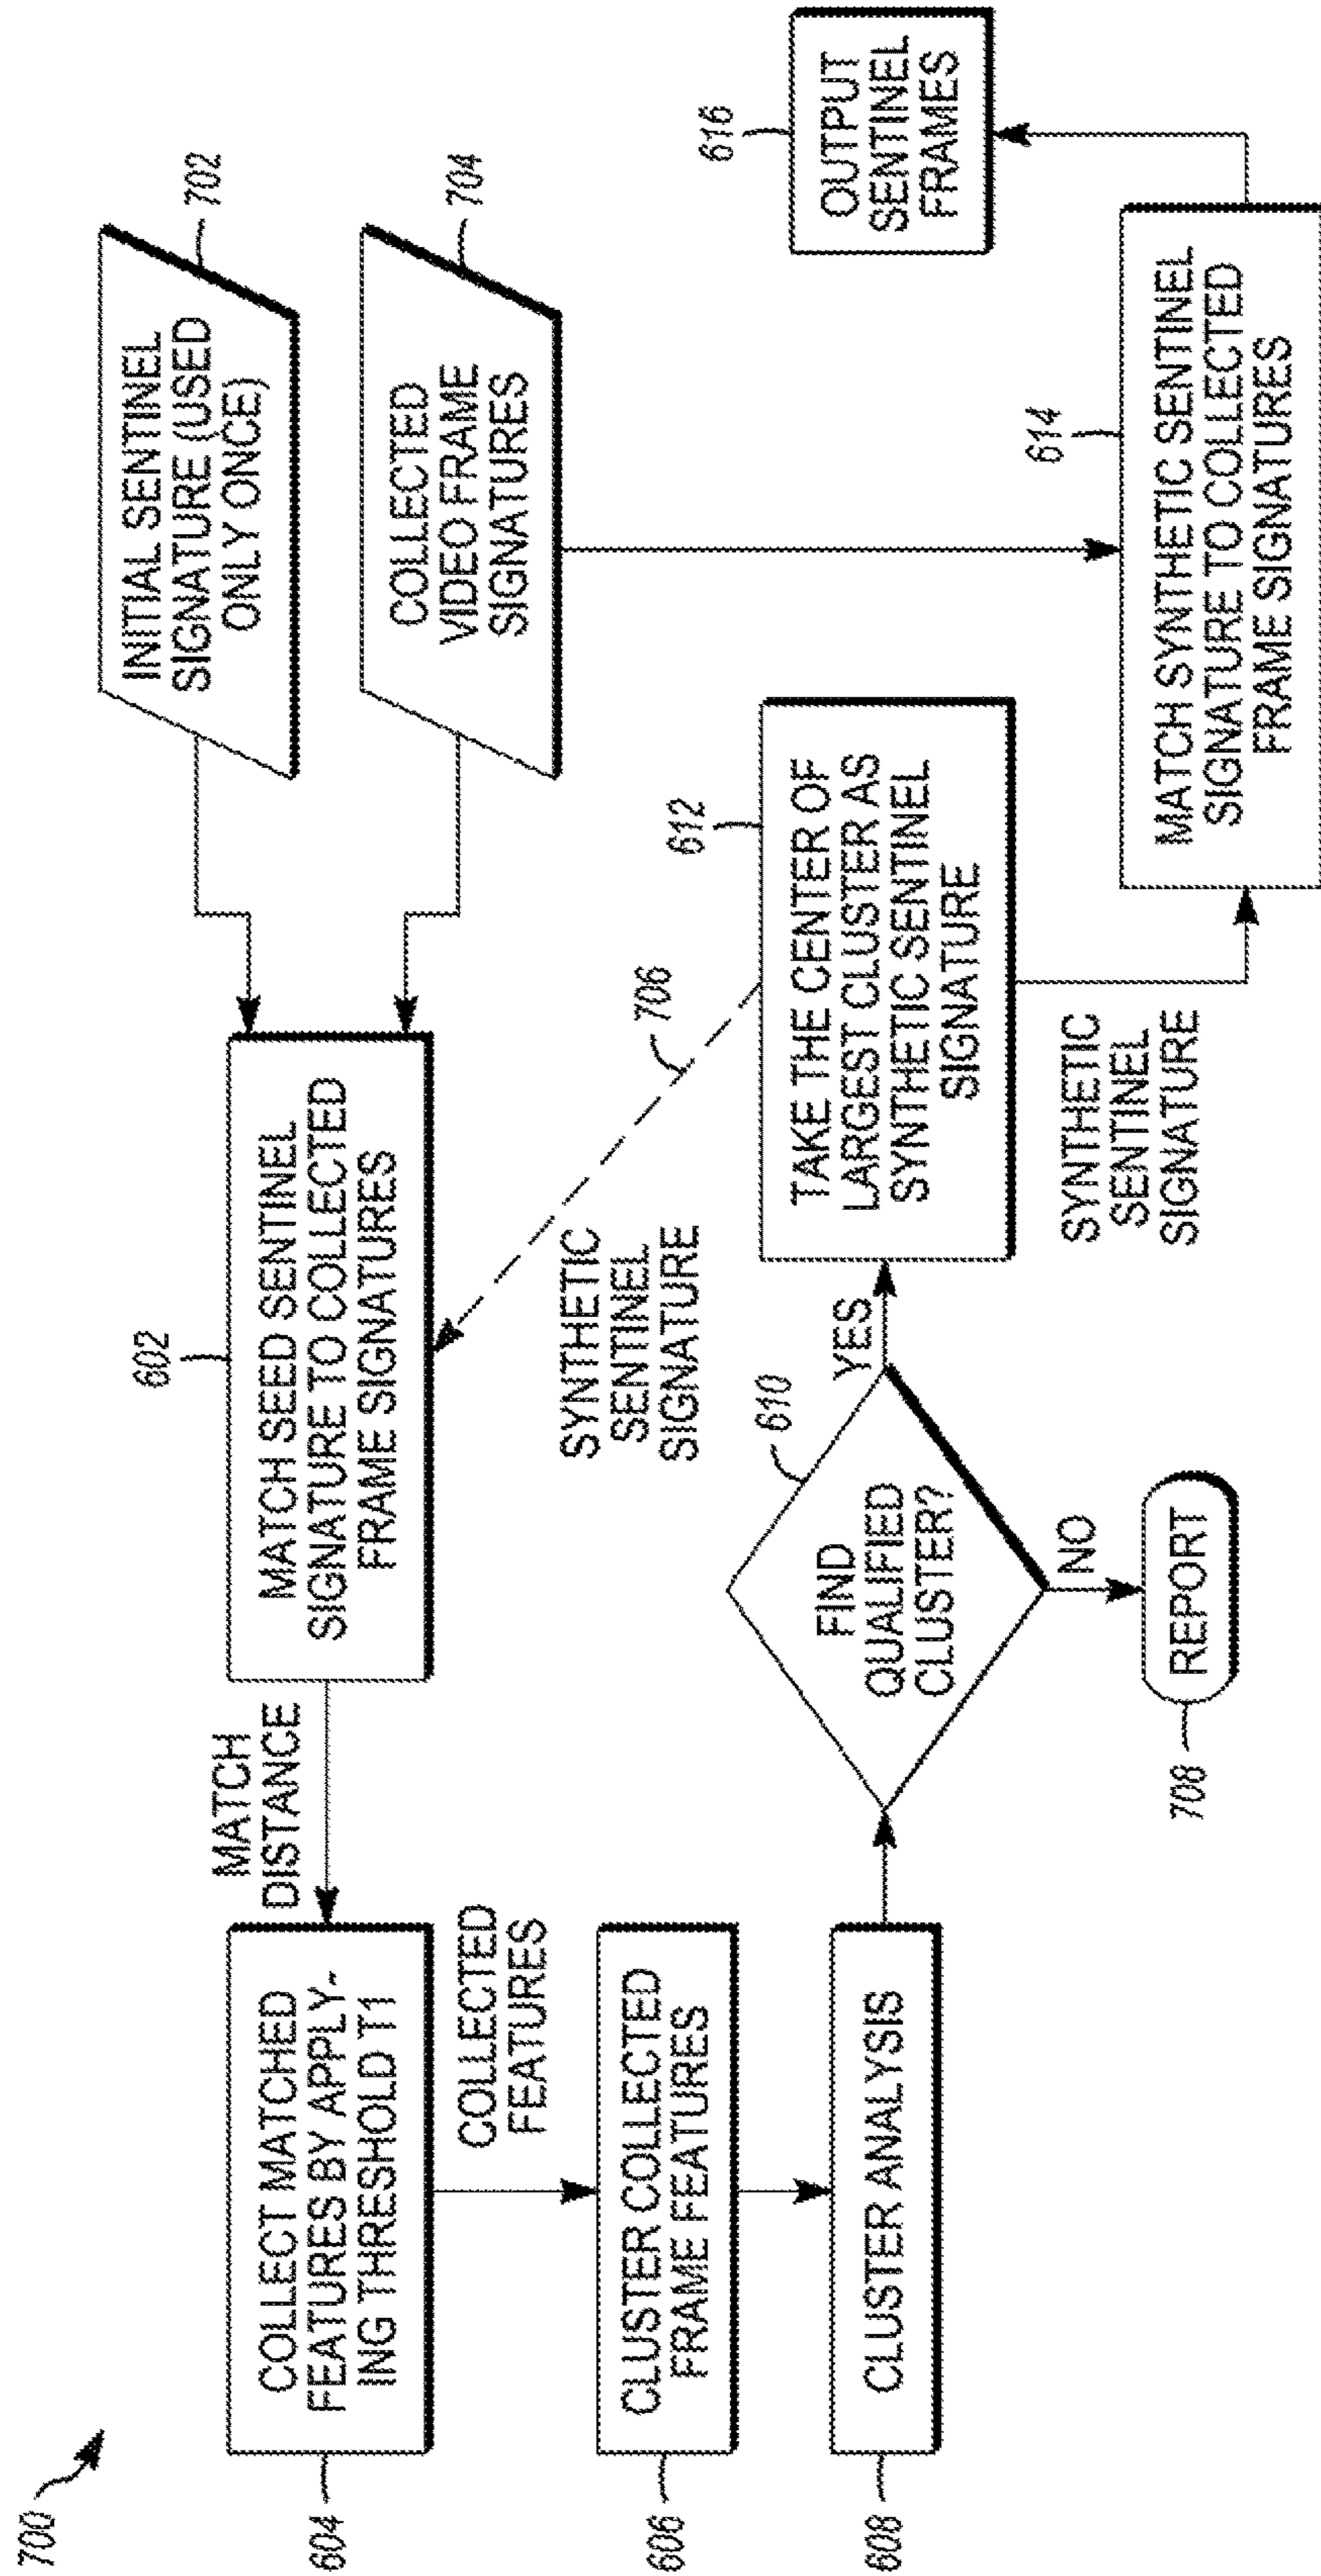 700
INITIAL SENTINEL
SIGNATURE (USED
ONLY ONCE)
702
COLLECTED
VIDEO FRAME
SIGNATURES
704
602
MATCH SEED SENTINEL
SIGNATURE TO COLLECTED
FRAME SIGNATURES
MATCH
DISTANCE
COLLECT MATCHED
FEATURES BY APPLY-
ING THRESHOLD T1
604
COLLECTED
FEATURES
CLUSTER COLLECTED
FRAME FEATURES
606
CLUSTER ANALYSIS
608
FIND
QUALIFIED
CLUSTER?
610
YES
NO
REPORT
708
SYNTHETIC
SENTINEL
SIGNATURE
706
612
TAKE THE CENTER OF
LARGEST CLUSTER AS
SYNTHETIC SENTINEL
SIGNATURE
SYNTHETIC
SENTINEL
SIGNATURE
614
MATCH SYNTHETIC SENTINEL
SIGNATURE TO COLLECTED
FRAME SIGNATURES
616
OUTPUT
SENTINEL
FRAMES